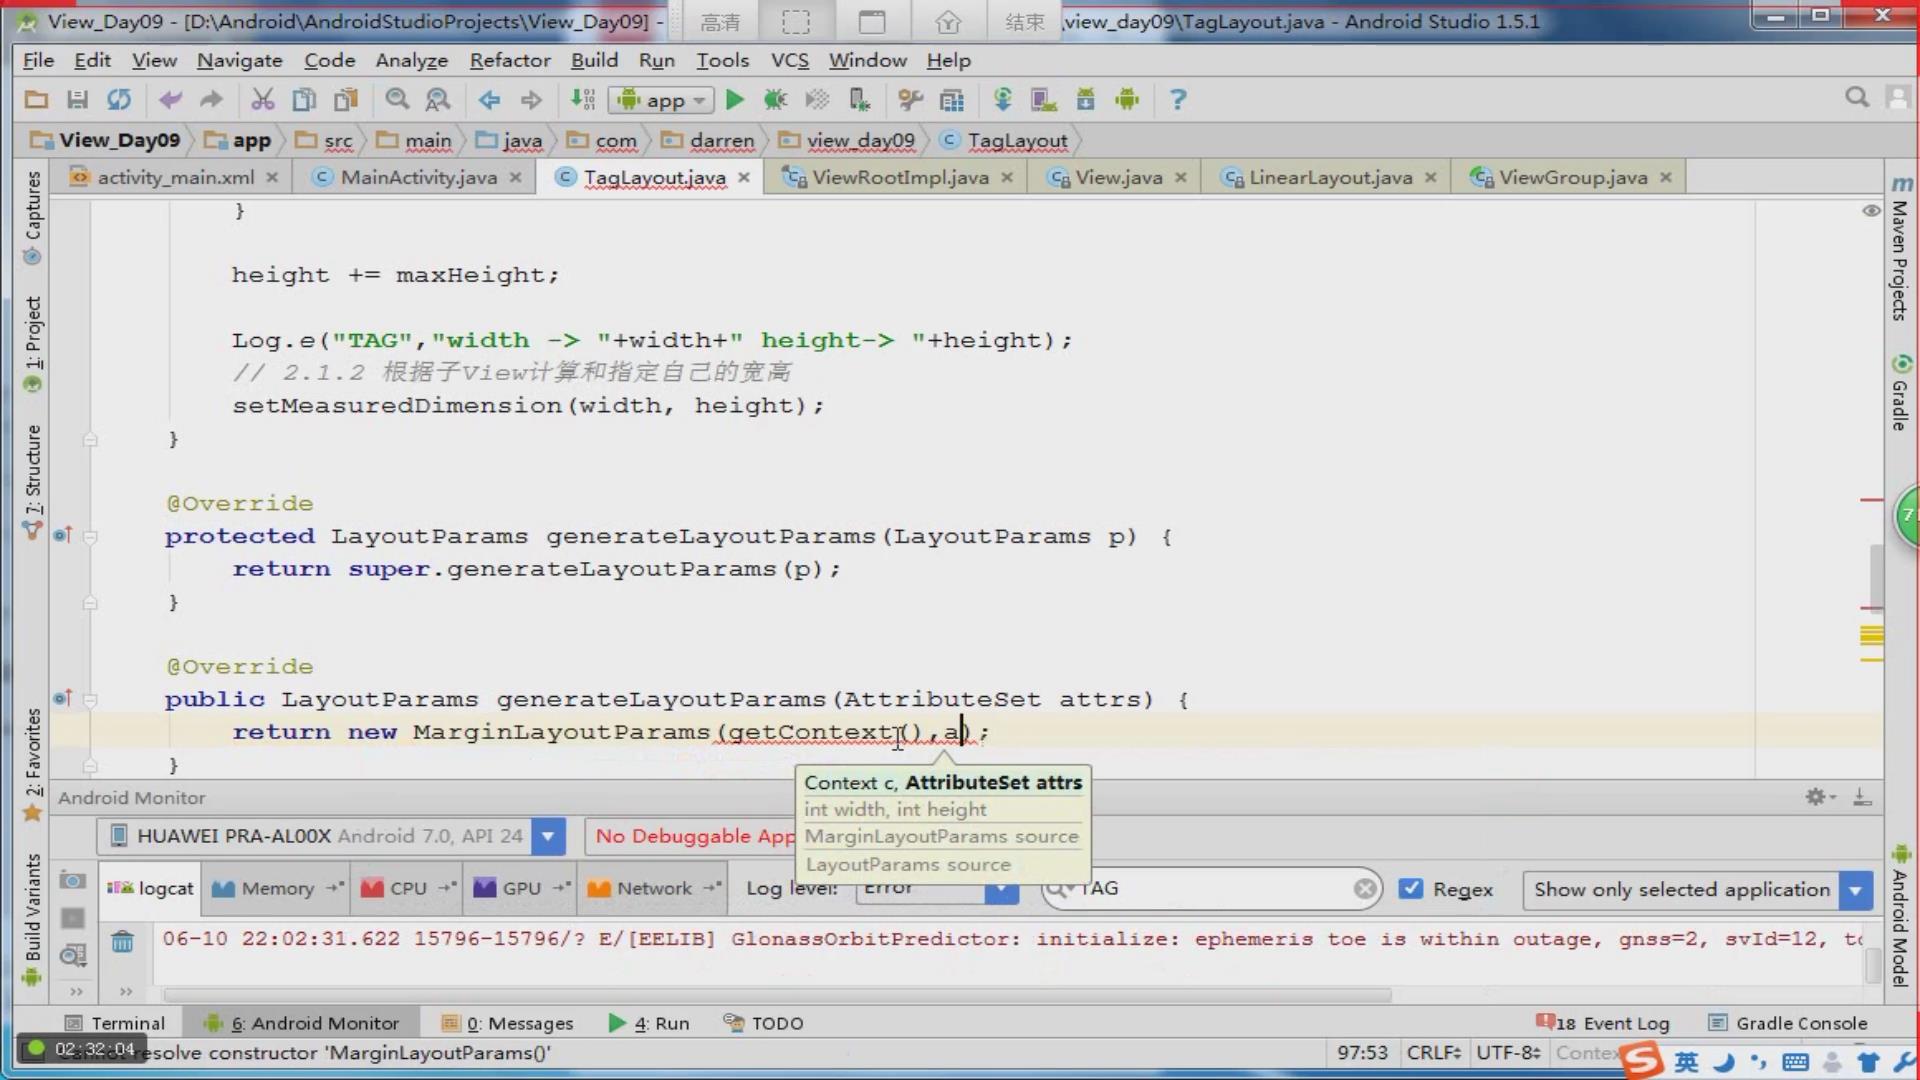 View_Day09 - [D:\Android\AndroidStudioProjects\View_Day09] -
高清
结束
\view_day09\TagLayout.java - Android Studio 1.5.1
File Edit View Navigate Code Analyze Refactor Build Run Tools VCS Window Help
app
View_Day09 app src main java com darren view_day09 TagLayout
activity_main.xml MainActivity.java TagLayout.java ViewRootImpl.java View.java LinearLayout.java ViewGroup.java
Captures
1: Project
7: Structure
2: Favorites
Build Variants
Maven Projects
Gradle
Android Model
}
height += maxHeight;
Log.e("TAG","width -> "+width+" height-> "+height);
// 2.1.2 根据子View计算和指定自己的宽高
setMeasuredDimension(width, height);
}
@Override
protected LayoutParams generateLayoutParams(LayoutParams p) {
return super.generateLayoutParams(p);
}
@Override
public LayoutParams generateLayoutParams(AttributeSet attrs) {
return new MarginLayoutParams(getContext(),a);
}
Context c, AttributeSet attrs
int width, int height
MarginLayoutParams source
LayoutParams source
Android Monitor
HUAWEI PRA-AL00X Android 7.0, API 24
No Debuggable App
logcat Memory CPU GPU Network Log level: Error TAG Regex Show only selected application
06-10 22:02:31.622 15796-15796/? E/[EELIB] GlonassOrbitPredictor: initialize: ephemeris toe is within outage, gnss=2, svId=12, to
Terminal 6: Android Monitor 0: Messages 4: Run TODO 18 Event Log Gradle Console
02:32:04
resolve constructor 'MarginLayoutParams()'
97:53 CRLF UTF-8 Contex
英